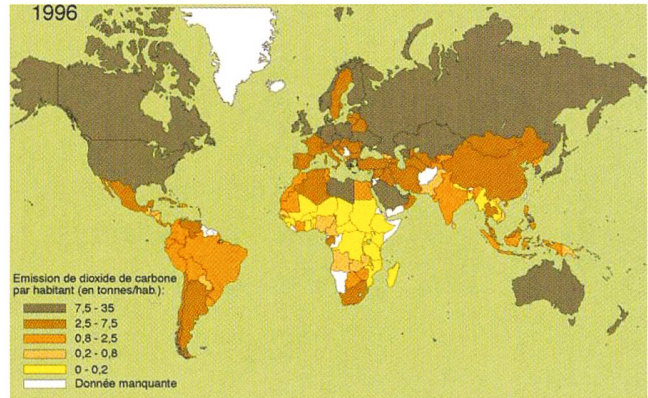 1996
Emission de dioxide de carbone
par habitant (en tonnes/hab.):
7,5 - 35
2,5 - 7,5
0,8 - 2,5
0,2 - 0,8
0 - 0,2
Donnée manquante